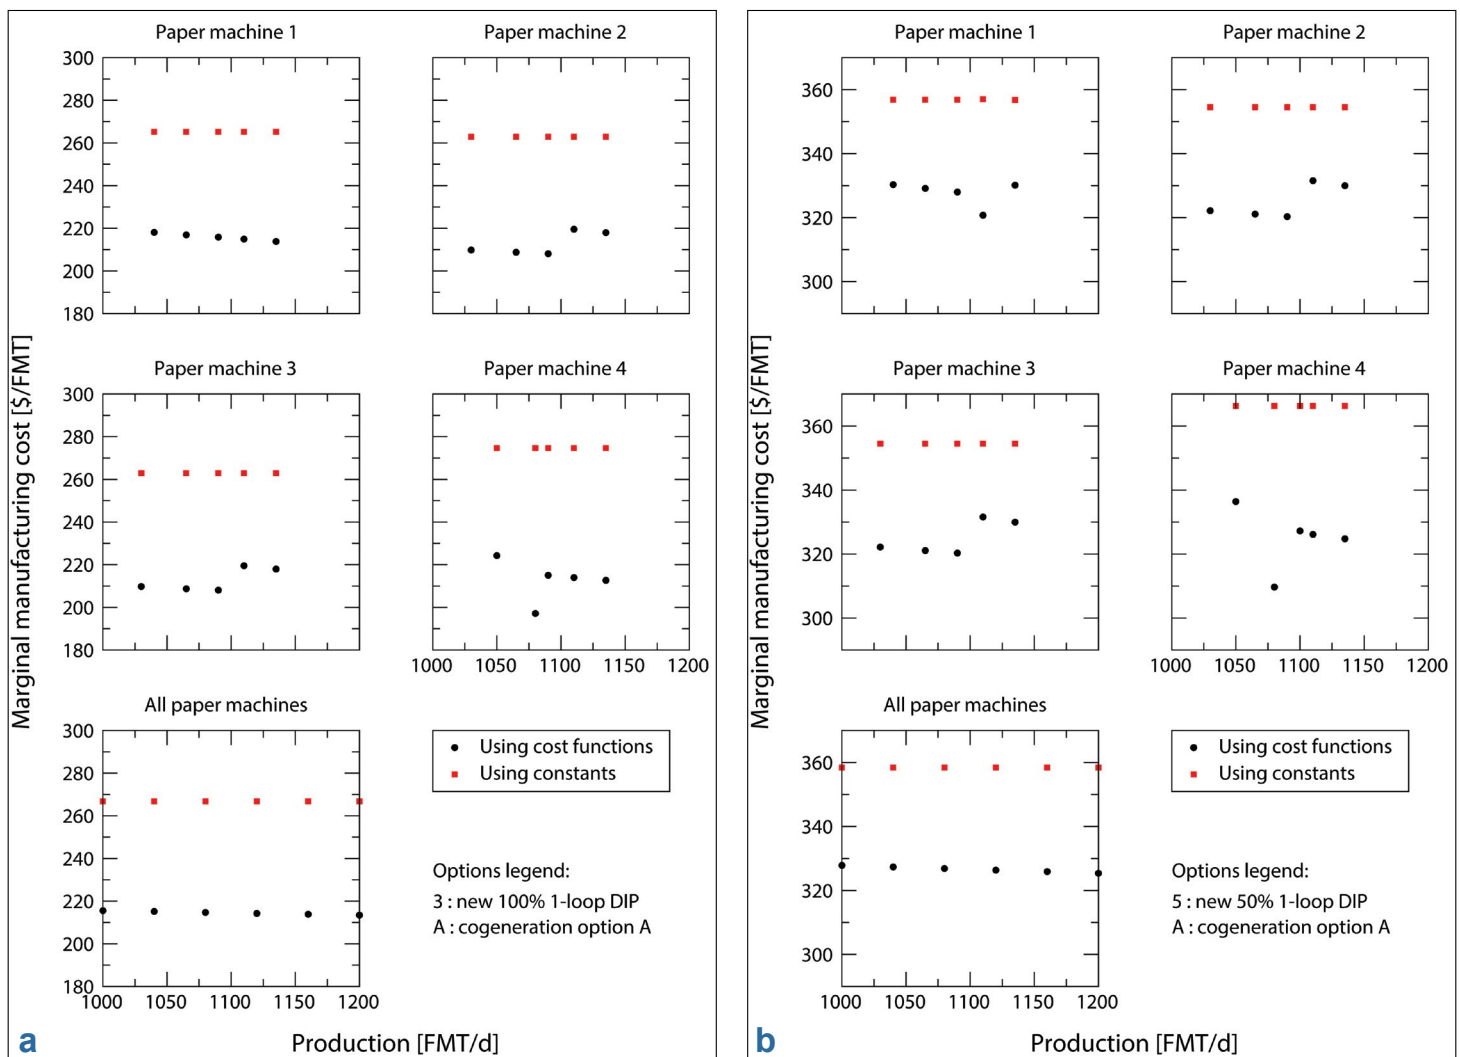 Paper machine 1
Paper machine 2
300
280
260
240
220
200
180
Paper machine 3
Paper machine 4
300
280
260
240
220
200
180
1000 1050 1100 1150 1200
All paper machines
300
280
260
240
220
200
180
1000 1050 1100 1150 1200
Using cost functions
Using constants
Options legend:
3 : new 100% 1-loop DIP
A : cogeneration option A
Marginal manufacturing cost [$/FMT]
Production [FMT/d]
a
Paper machine 1
Paper machine 2
360
340
320
300
Paper machine 3
Paper machine 4
360
340
320
300
1000 1050 1100 1150 1200
All paper machines
360
340
320
300
1000 1050 1100 1150 1200
Using cost functions
Using constants
Options legend:
5 : new 50% 1-loop DIP
A : cogeneration option A
Marginal manufacturing cost [$/FMT]
Production [FMT/d]
b